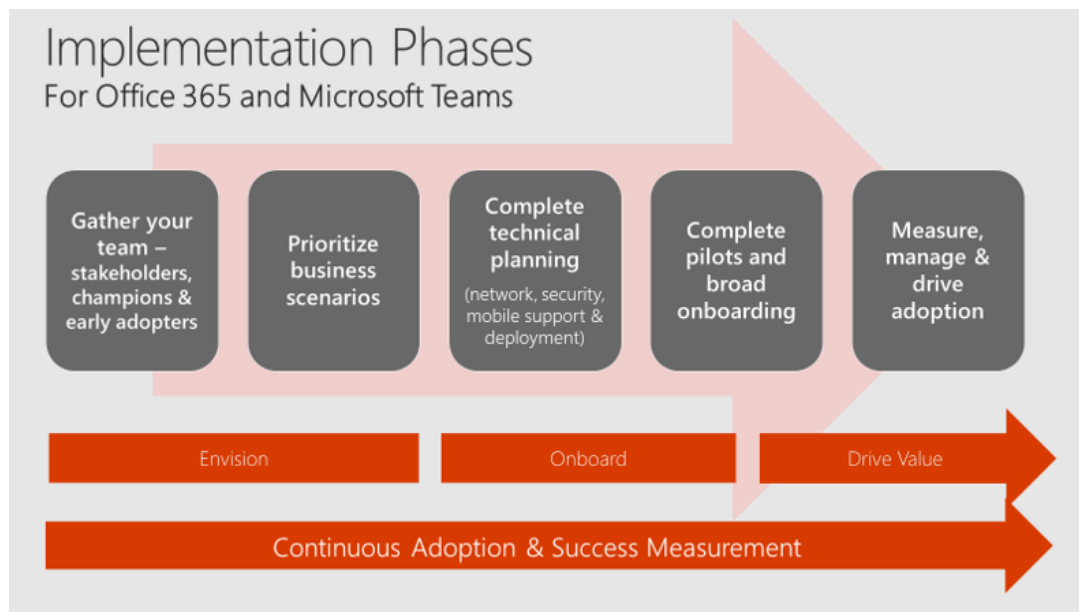 Implementation Phases
For Office 365 and Microsoft Teams
Gather your
team –
stakeholders,
champions &
early adopters
Prioritize
business
scenarios
Complete
technical
planning
(network, security,
mobile support &
deployment)
Complete
pilots and
broad
onboarding
Measure,
manage &
drive
adoption
Envision
Onboard
Drive Value
Continuous Adoption & Success Measurement